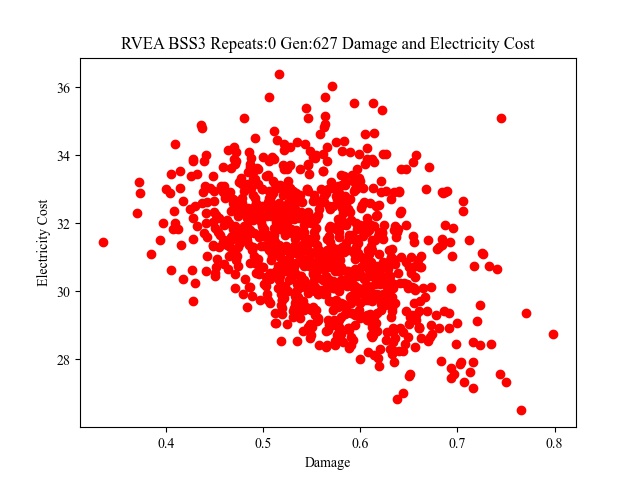 RVEA BSS3 Repeats:0 Gen:627 Damage and Electricity Cost
36
34
32
30
28
Electricity Cost
0.4 0.5 0.6 0.7 0.8
Damage